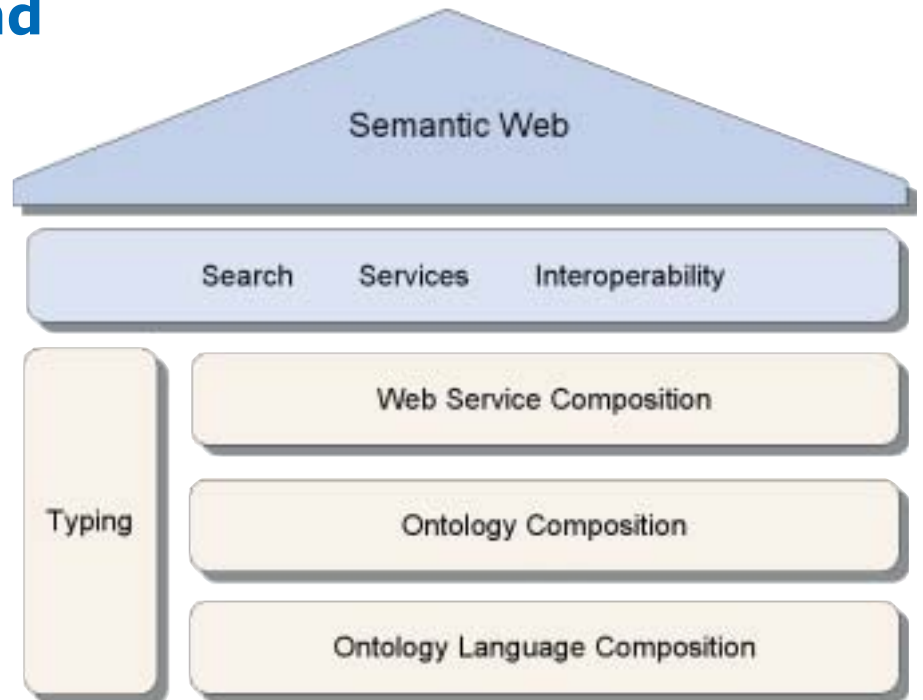 nd
Semantic Web
Search Services Interoperability
Web Service Composition
Typing
Ontology Composition
Ontology Language Composition